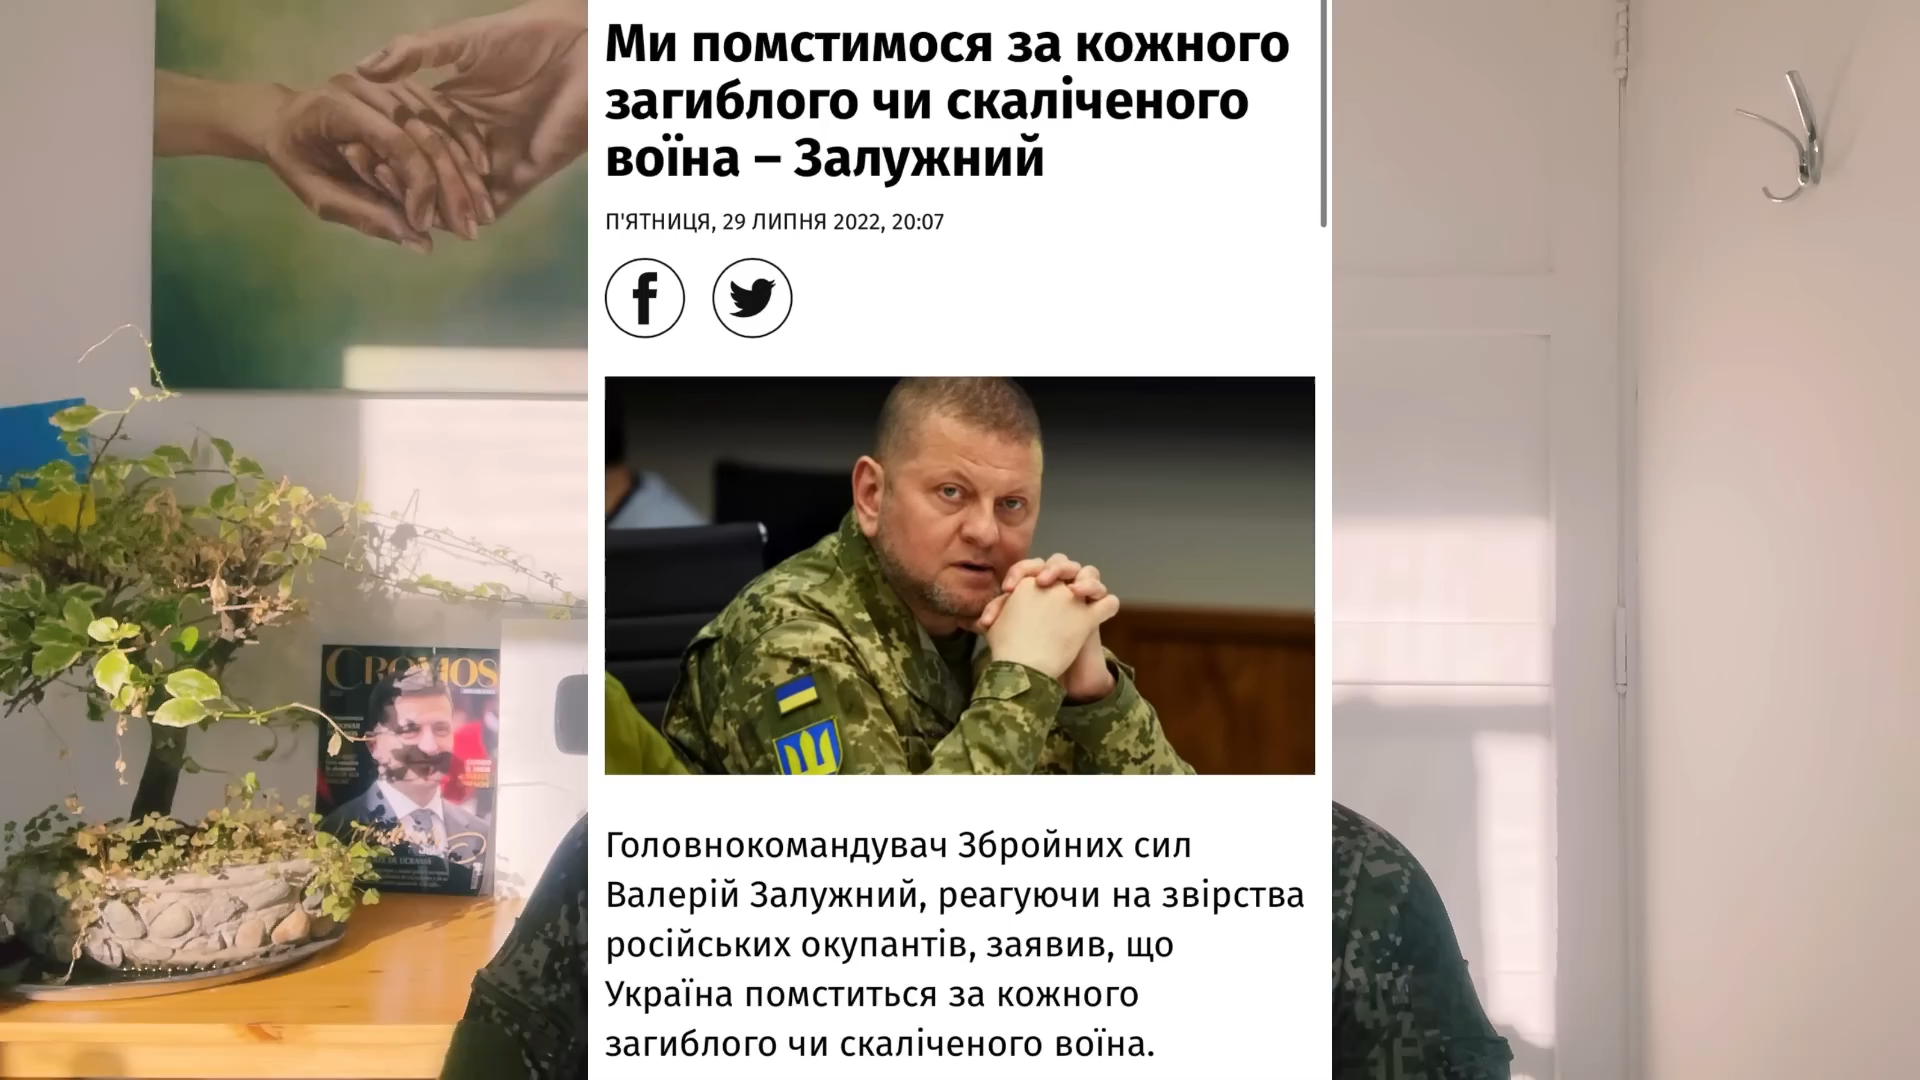 Ми помстимося за кожного
загиблого чи скаліченого
воїна – Залужний
П'ЯТНИЦЯ, 29 ЛИПНЯ 2022, 20:07
Головнокомандувач Збройних сил
Валерій Залужний, реагуючи на звірства
російських окупантів, заявив, що
Україна помститься за кожного
загиблого чи скаліченого воїна.
CROMOS